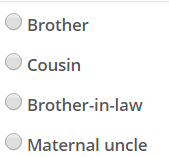 Brother
Cousin
Brother-in-law
Maternal uncle